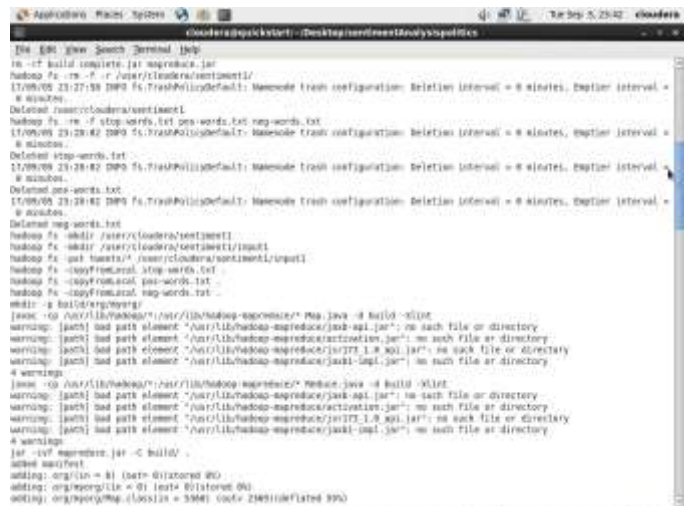 Applications Places System Tue Sep 5, 23:42 cloudera
cloudera@quickstart:~/Desktop/sentimentAnalysispolitics
File Edit View Search Terminal Help
rm -rf build complete.jar mapreduce.jar
hadoop fs -rm -f -r /user/cloudera/sentiment1/
17/09/05 23:27:58 INFO fs.TrashPolicyDefault: Namenode trash configuration: Deletion interval = 0 minutes, Emptier interval =
0 minutes.
Deleted /user/cloudera/sentiment1
hadoop fs -rm -f stop-words.txt pos-words.txt neg-words.txt
17/09/05 23:28:02 INFO fs.TrashPolicyDefault: Namenode trash configuration: Deletion interval = 0 minutes, Emptier interval =
0 minutes.
Deleted stop-words.txt
17/09/05 23:28:02 INFO fs.TrashPolicyDefault: Namenode trash configuration: Deletion interval = 0 minutes, Emptier interval =
0 minutes.
Deleted pos-words.txt
17/09/05 23:28:02 INFO fs.TrashPolicyDefault: Namenode trash configuration: Deletion interval = 0 minutes, Emptier interval =
0 minutes.
Deleted neg-words.txt
hadoop fs -mkdir /user/cloudera/sentiment1
hadoop fs -mkdir /user/cloudera/sentiment1/input1
hadoop fs -put tweets/* /user/cloudera/sentiment1/input1
hadoop fs -copyFromLocal stop-words.txt .
hadoop fs -copyFromLocal pos-words.txt .
hadoop fs -copyFromLocal neg-words.txt .
mkdir -p build/org/myorg/
javac -cp /usr/lib/hadoop/*:/usr/lib/hadoop-mapreduce/* Map.java -d build -Xlint
warning: [path] bad path element "/usr/lib/hadoop-mapreduce/jaxb-api.jar": no such file or directory
warning: [path] bad path element "/usr/lib/hadoop-mapreduce/activation.jar": no such file or directory
warning: [path] bad path element "/usr/lib/hadoop-mapreduce/jsr173_1.0_api.jar": no such file or directory
warning: [path] bad path element "/usr/lib/hadoop-mapreduce/jaxb1-impl.jar": no such file or directory
4 warnings
javac -cp /usr/lib/hadoop/*:/usr/lib/hadoop-mapreduce/* Reduce.java -d build -Xlint
warning: [path] bad path element "/usr/lib/hadoop-mapreduce/jaxb-api.jar": no such file or directory
warning: [path] bad path element "/usr/lib/hadoop-mapreduce/activation.jar": no such file or directory
warning: [path] bad path element "/usr/lib/hadoop-mapreduce/jsr173_1.0_api.jar": no such file or directory
warning: [path] bad path element "/usr/lib/hadoop-mapreduce/jaxb1-impl.jar": no such file or directory
4 warnings
jar -cvf mapreduce.jar -C build/ .
added manifest
adding: org/(in = 0) (out= 0)(stored 0%)
adding: org/myorg/(in = 0) (out= 0)(stored 0%)
adding: org/myorg/Map.class(in = 5360) (out= 2369)(deflated 55%)